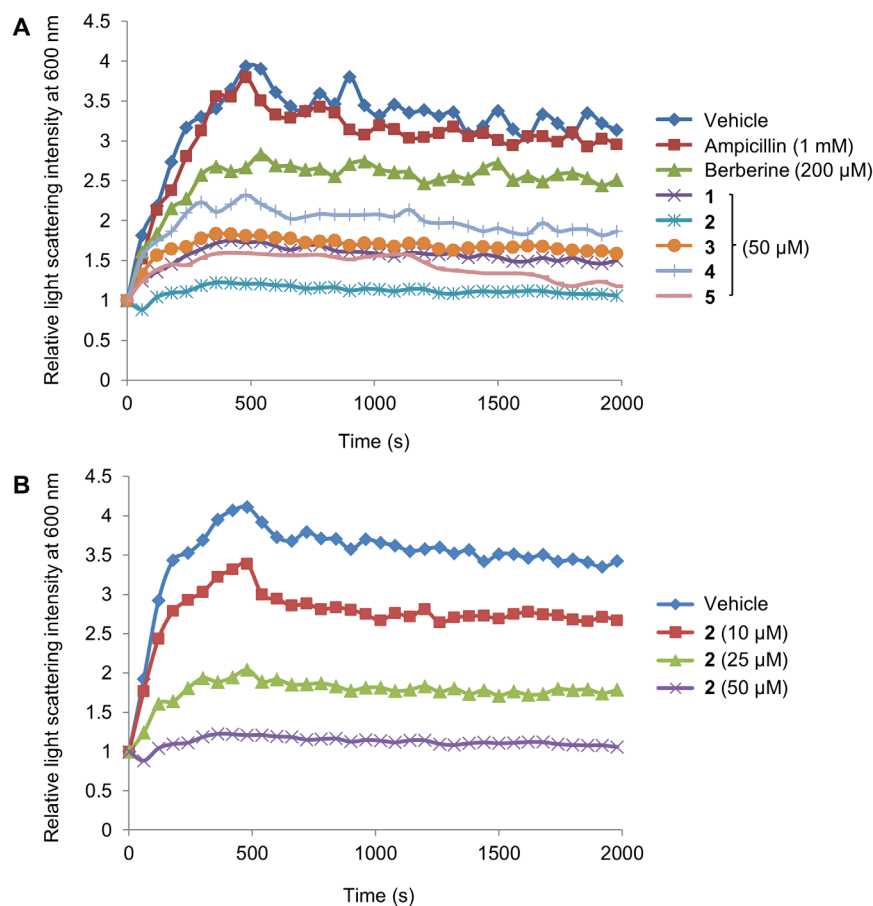 A
Relative light scattering intensity at 600 nm
4.5
4
3.5
3
2.5
2
1.5
1
0.5
0
0
500
1000
1500
2000
Time (s)
Vehicle
Ampicillin (1 mM)
Berberine (200 µM)
1
2
3
4
5
(50 µM)
B
Relative light scattering intensity at 600 nm
4.5
4
3.5
3
2.5
2
1.5
1
0.5
0
0
500
1000
1500
2000
Time (s)
Vehicle
2 (10 µM)
2 (25 µM)
2 (50 µM)